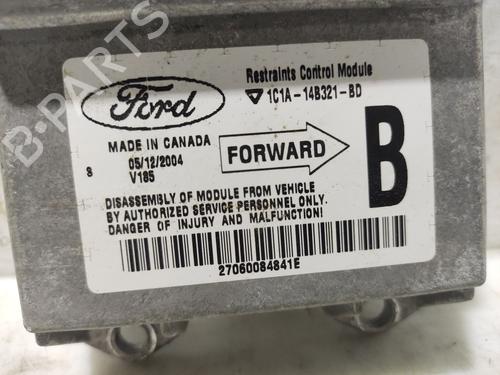 Ford
Restraints Control Module
1C1A-14B321-BD
MADE IN CANADA
05/12/2004
V185
S
FORWARD
B
DISASSEMBLY OF MODULE FROM VEHICLE
BY AUTHORIZED SERVICE PERSONNEL ONLY.
DANGER OF INJURY AND MALFUNCTION!
27060084841E
B-PARTS